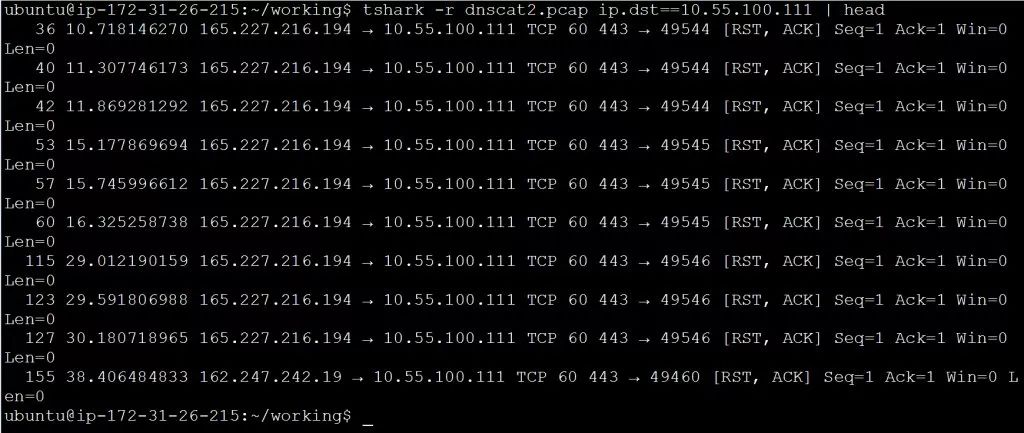 ubuntu@ip-172-31-26-215:~/working$ tshark -r dnscat2.pcap ip.dst==10.55.100.111 | head
36 10.718146270 165.227.216.194 → 10.55.100.111 TCP 60 443 → 49544 [RST, ACK] Seq=1 Ack=1 Win=0
Len=0
40 11.307746173 165.227.216.194 → 10.55.100.111 TCP 60 443 → 49544 [RST, ACK] Seq=1 Ack=1 Win=0
Len=0
42 11.869281292 165.227.216.194 → 10.55.100.111 TCP 60 443 → 49544 [RST, ACK] Seq=1 Ack=1 Win=0
Len=0
53 15.177869694 165.227.216.194 → 10.55.100.111 TCP 60 443 → 49545 [RST, ACK] Seq=1 Ack=1 Win=0
Len=0
57 15.745996612 165.227.216.194 → 10.55.100.111 TCP 60 443 → 49545 [RST, ACK] Seq=1 Ack=1 Win=0
Len=0
60 16.325258738 165.227.216.194 → 10.55.100.111 TCP 60 443 → 49545 [RST, ACK] Seq=1 Ack=1 Win=0
Len=0
115 29.012190159 165.227.216.194 → 10.55.100.111 TCP 60 443 → 49546 [RST, ACK] Seq=1 Ack=1 Win=0
Len=0
123 29.591806988 165.227.216.194 → 10.55.100.111 TCP 60 443 → 49546 [RST, ACK] Seq=1 Ack=1 Win=0
Len=0
127 30.180718965 165.227.216.194 → 10.55.100.111 TCP 60 443 → 49546 [RST, ACK] Seq=1 Ack=1 Win=0
Len=0
155 38.406484833 162.247.242.19 → 10.55.100.111 TCP 60 443 → 49460 [RST, ACK] Seq=1 Ack=1 Win=0 L
en=0
ubuntu@ip-172-31-26-215:~/working$ _